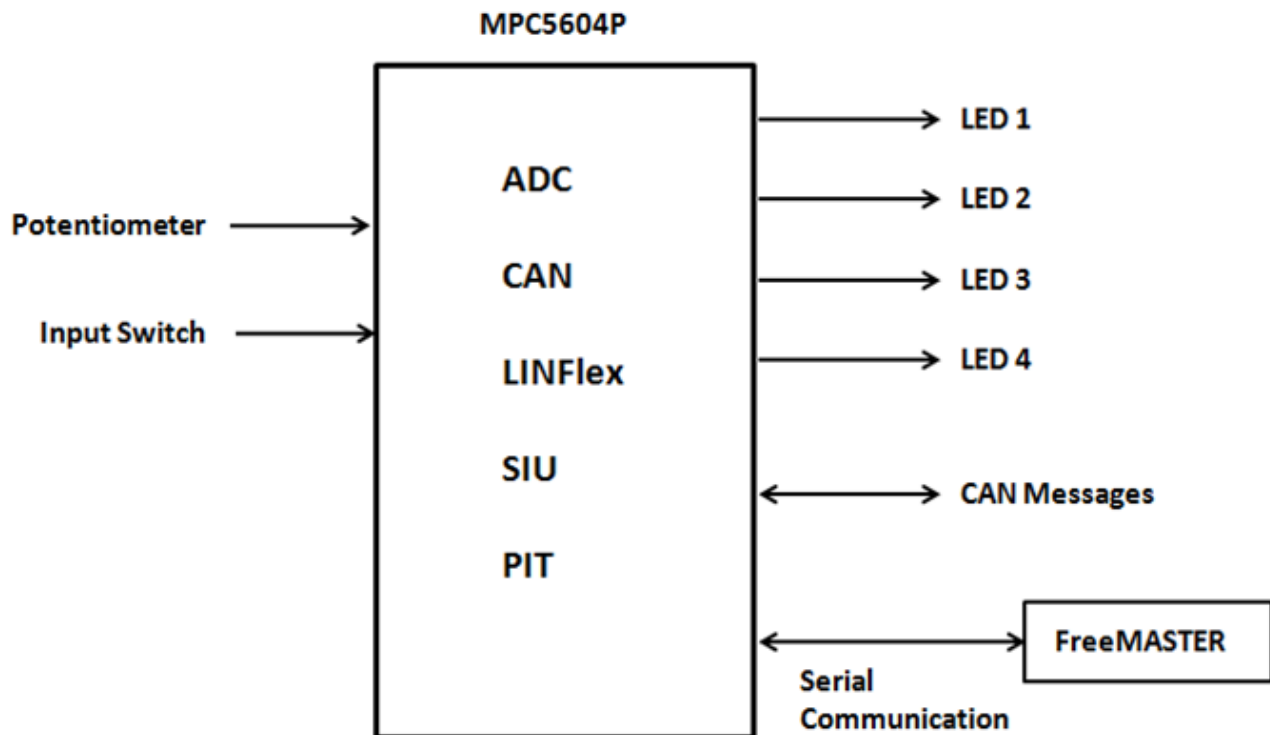 MPC5604P
ADC
CAN
LINFlex
SIU
PIT
Potentiometer
Input Switch
LED 1
LED 2
LED 3
LED 4
CAN Messages
FreeMASTER
Serial
Communication